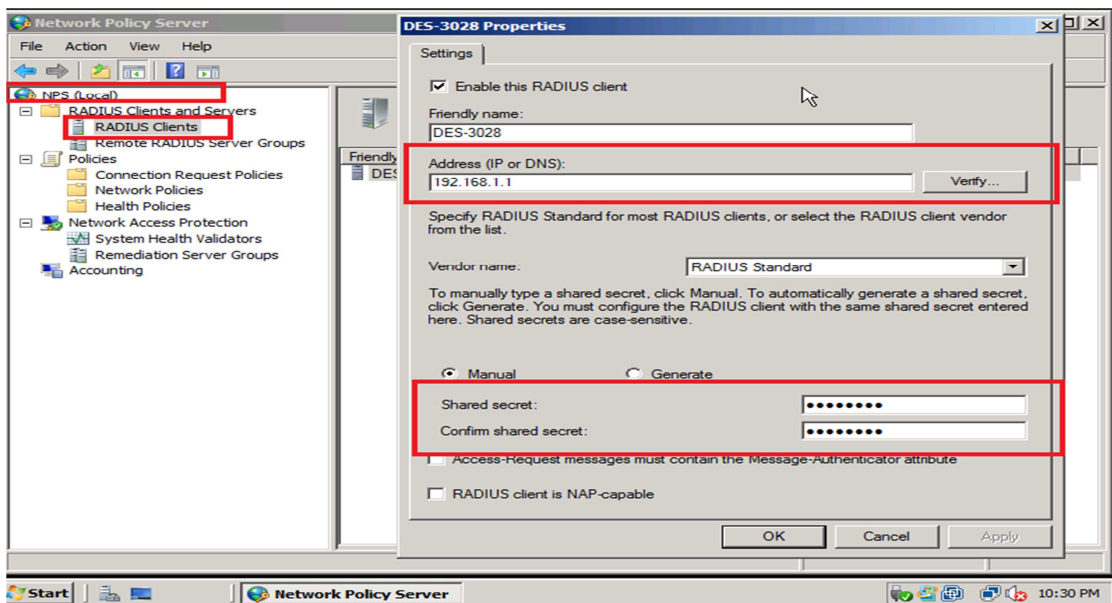 Network Policy Server
File Action View Help
NPS (Local)
RADIUS Clients and Servers
RADIUS Clients
Remote RADIUS Server Groups
Policies
Connection Request Policies
Network Policies
Health Policies
Network Access Protection
System Health Validators
Remediation Server Groups
Accounting
Friendly
DES
DES-3028 Properties
Settings
Enable this RADIUS client
Friendly name:
DES-3028
Address (IP or DNS):
192.168.1.1
Verify...
Specify RADIUS Standard for most RADIUS clients, or select the RADIUS client vendor
from the list.
Vendor name:
RADIUS Standard
To manually type a shared secret, click Manual. To automatically generate a shared secret,
click Generate. You must configure the RADIUS client with the same shared secret entered
here. Shared secrets are case-sensitive.
Manual Generate
Shared secret: ••••••••
Confirm shared secret: ••••••••
Access-Request messages must contain the Message-Authenticator attribute
RADIUS client is NAP-capable
OK Cancel Apply
Start
Network Policy Server
10:30 PM